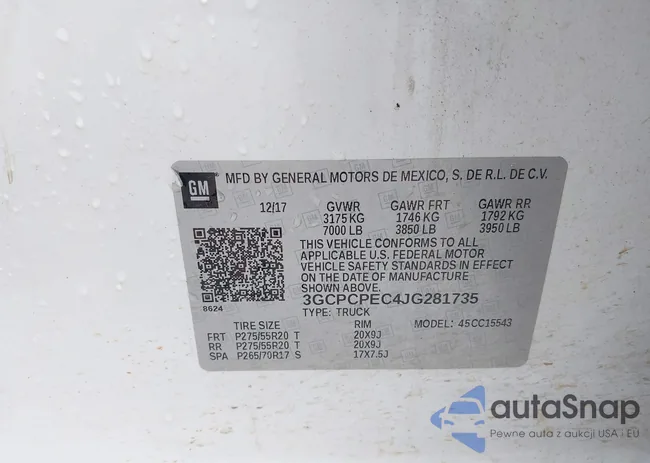 GM
MFD BY GENERAL MOTORS DE MEXICO, S. DE R.L. DE C.V.
12/17 GVWR GAWR FRT GAWR RR
3175 KG 1746 KG 1792 KG
7000 LB 3850 LB 3950 LB
THIS VEHICLE CONFORMS TO ALL
APPLICABLE U.S. FEDERAL MOTOR
VEHICLE SAFETY STANDARDS IN EFFECT
ON THE DATE OF MANUFACTURE
SHOWN ABOVE.
3GCPCPEC4JG281735
8624 TYPE: TRUCK
TIRE SIZE RIM MODEL: 45CC15543
FRT P275/55R20 T 20X9J
RR P275/55R20 T 20X9J
SPA P265/70R17 S 17X7.5J
autoSnap
Pewne auta z aukcji USA i EU